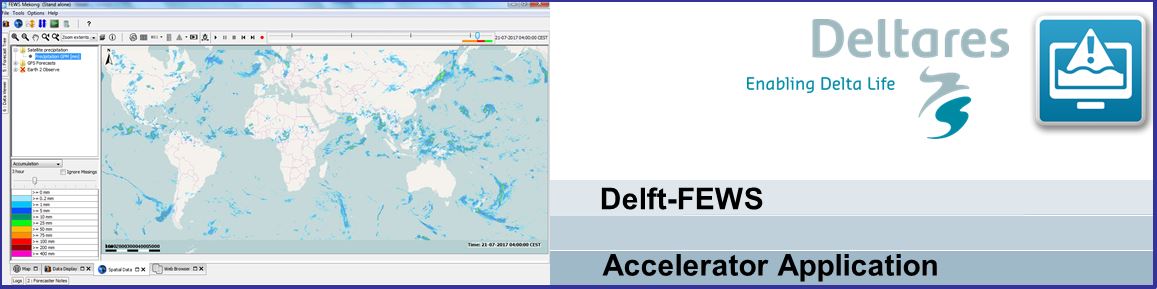 FEWS Mekong: (Stand alone)
File Tools Options Help
?
Zoom extents
21-07-2017 04:00:00 CEST
Satellite precipitation
Precipitation GPM [mm]
GFS Forecasts
Earth 2 Observe
5 : Forecast Tree
6 : Data Viewer
Accumulation
3 hour
Ignore Missings
>= 0 mm
>= 0.2 mm
>= 1 mm
>= 5 mm
>= 10 mm
>= 25 mm
>= 50 mm
>= 75 mm
>= 100 mm
>= 200 mm
>= 400 mm
Time: 21-07-2017 04:00:00 CEST
Map
Data Display
Spatial Data
Web Browser
Logs
2 : Forecaster Notes
Deltares
Enabling Delta Life
Delft-FEWS
Accelerator Application